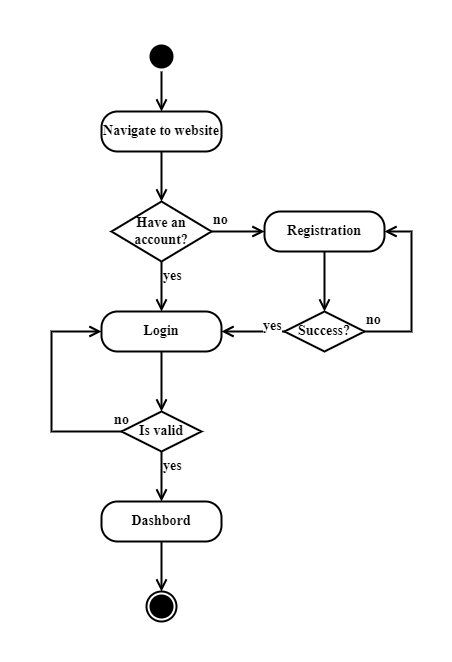 Navigate to website
Have an
account?
no
Registration
yes
Login
yes
Success?
no
no
Is valid
yes
Dashbord